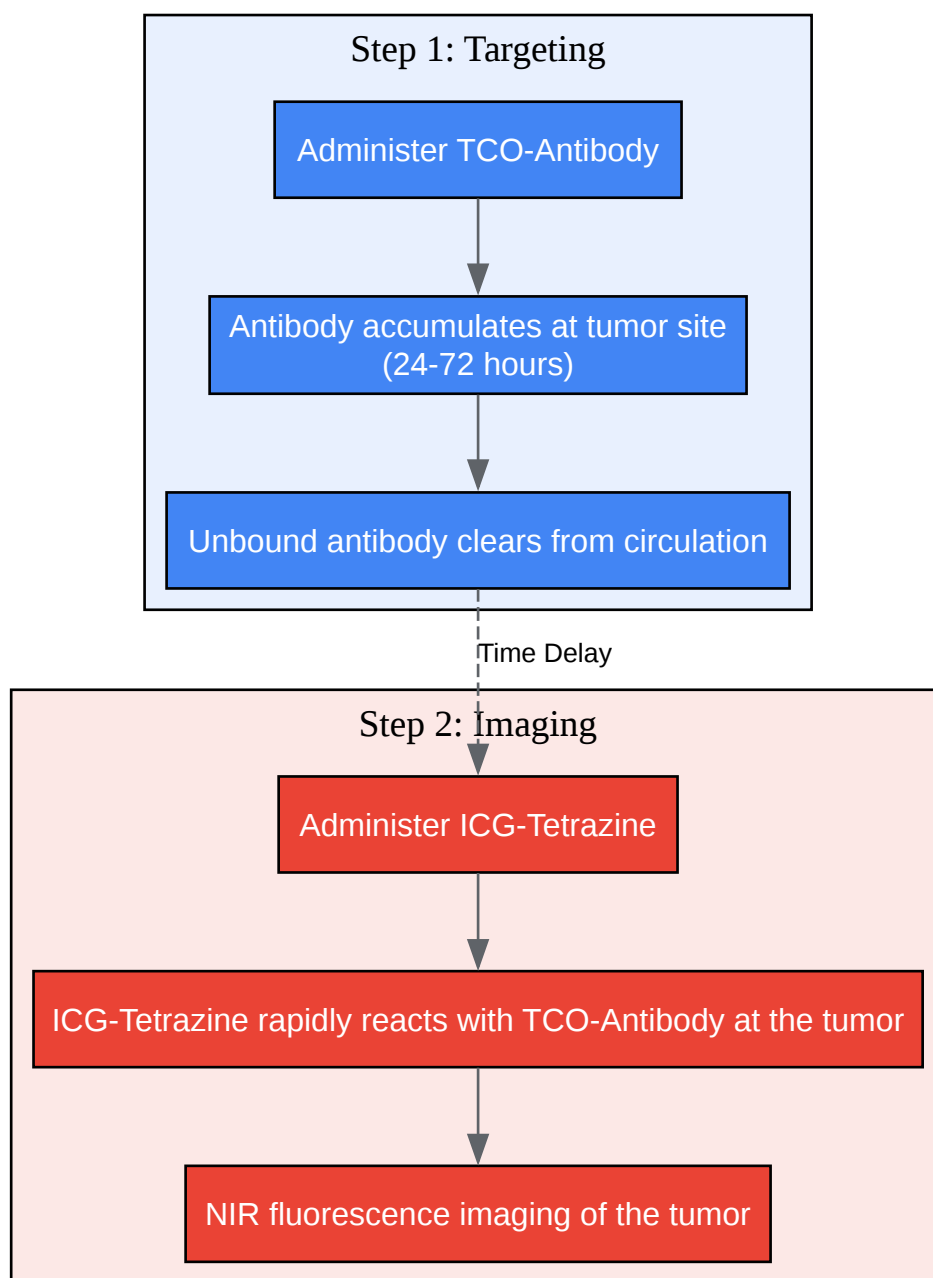 Step 1: Targeting
Administer TCO-Antibody
Antibody accumulates at tumor site
(24-72 hours)
Unbound antibody clears from circulation
Time Delay
Step 2: Imaging
Administer ICG-Tetrazine
ICG-Tetrazine rapidly reacts with TCO-Antibody at the tumor
NIR fluorescence imaging of the tumor